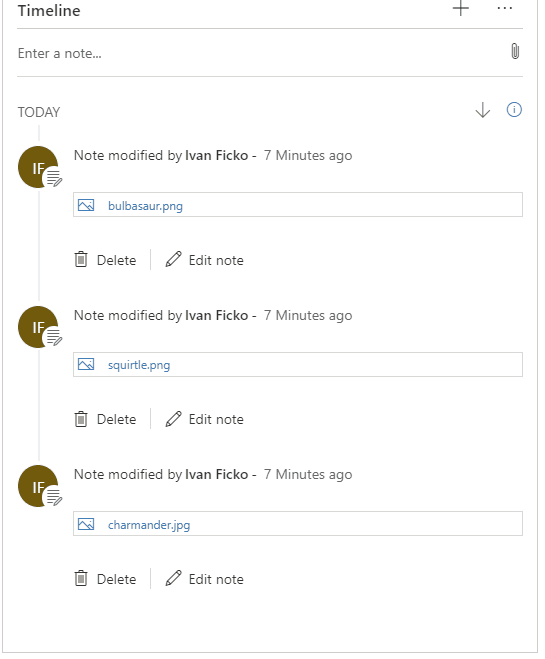 Timeline
Enter a note...
TODAY
IF
Note modified by Ivan Ficko - 7 Minutes ago
bulbasaur.png
Delete Edit note
IF
Note modified by Ivan Ficko - 7 Minutes ago
squirtle.png
Delete Edit note
IF
Note modified by Ivan Ficko - 7 Minutes ago
charmander.jpg
Delete Edit note